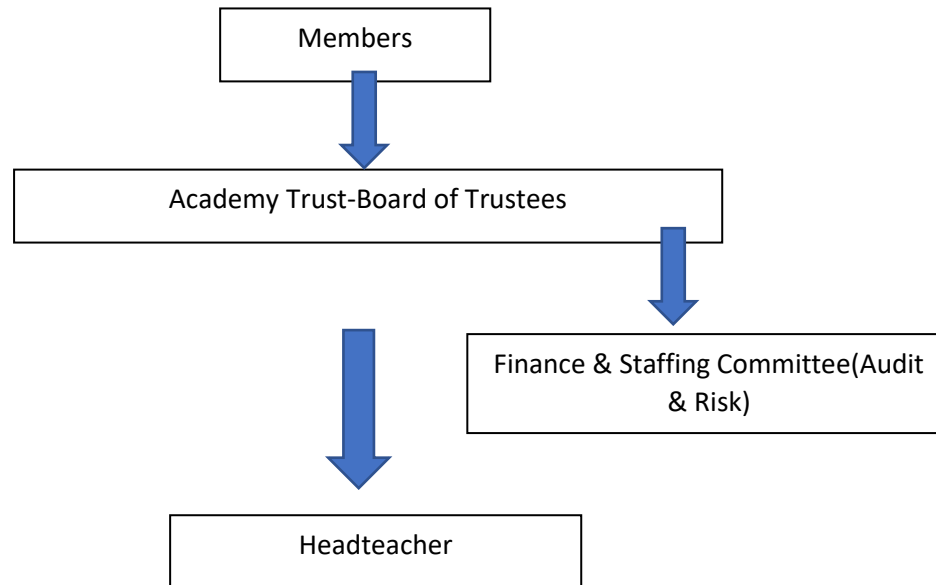 Members
Academy Trust-Board of Trustees
Finance & Staffing Committee(Audit
& Risk)
Headteacher